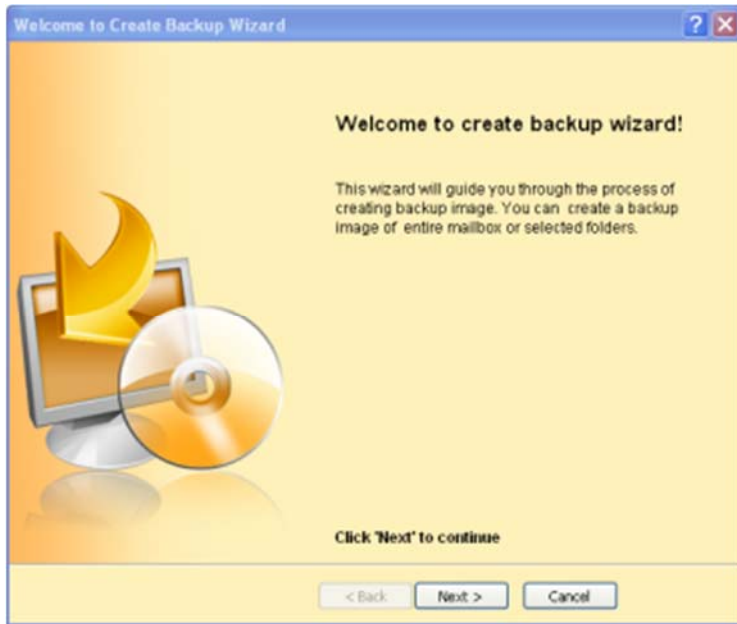 Welcome to Create Backup Wizard
Welcome to create backup wizard!
This wizard will guide you through the process of
creating backup image. You can create a backup
image of entire mailbox or selected folders.
Click 'Next' to continue
< Back Next > Cancel